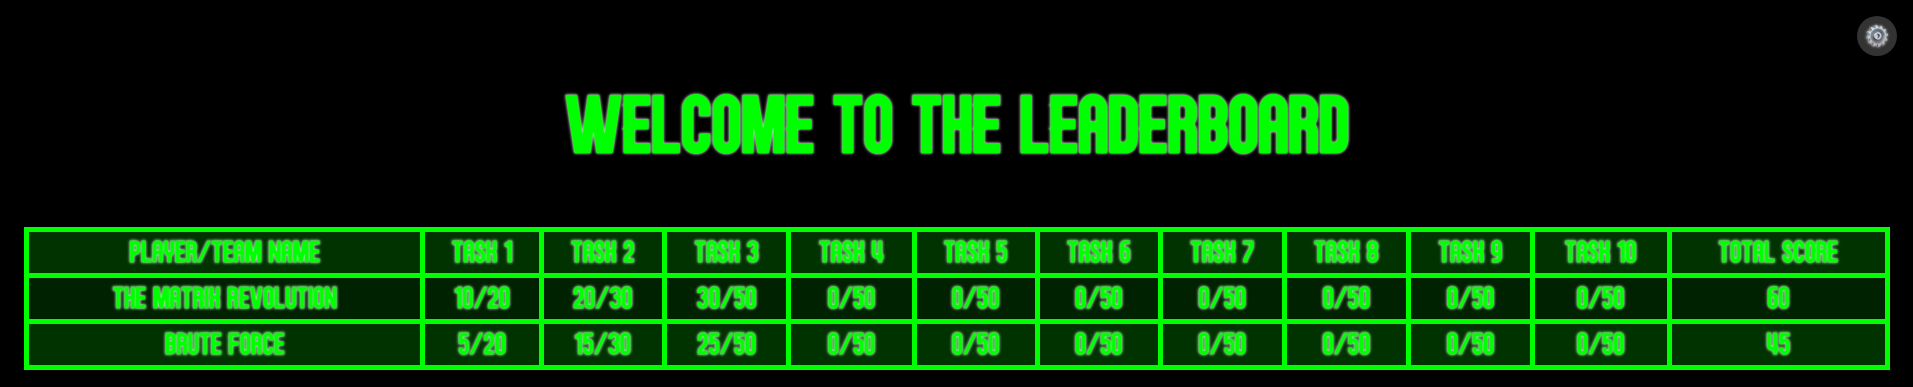 WELCOME TO THE LEADERBOARD
PLAYER/TEAM NAME TASK 1 TASK 2 TASK 3 TASK 4 TASK 5 TASK 6 TASK 7 TASK 8 TASK 9 TASK 10 TOTAL SCORE
THE MATRIX REVOLUTION 10/20 20/30 30/50 0/50 0/50 0/50 0/50 0/50 0/50 0/50 60
BRUTE FORCE 5/20 15/30 25/50 0/50 0/50 0/50 0/50 0/50 0/50 0/50 45